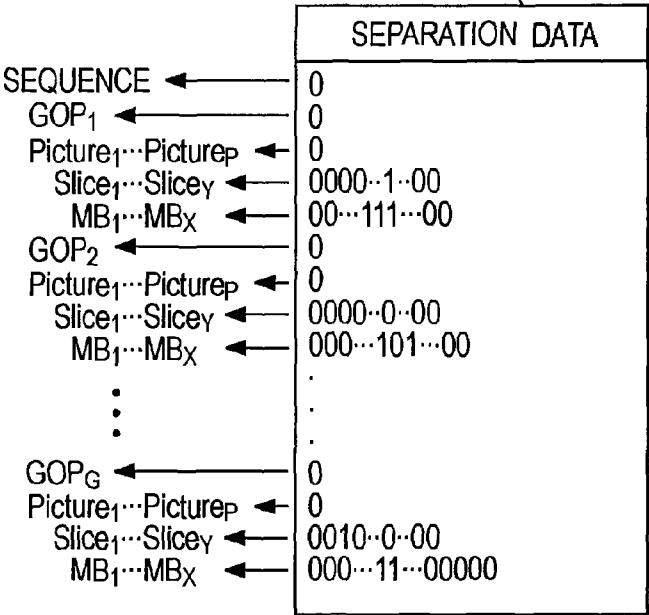 SEPARATION DATA
SEQUENCE 0
GOP1 0
Picture1···PictureP 0
Slice1···SliceY 0000··1··00
MB1···MBX 00···111···00
GOP2 0
Picture1···PictureP 0
Slice1···SliceY 0000··0··00
MB1···MBX 000···101···00
GOPG 0
Picture1···PictureP 0
Slice1···SliceY 0010··0··00
MB1···MBX 000···11···00000